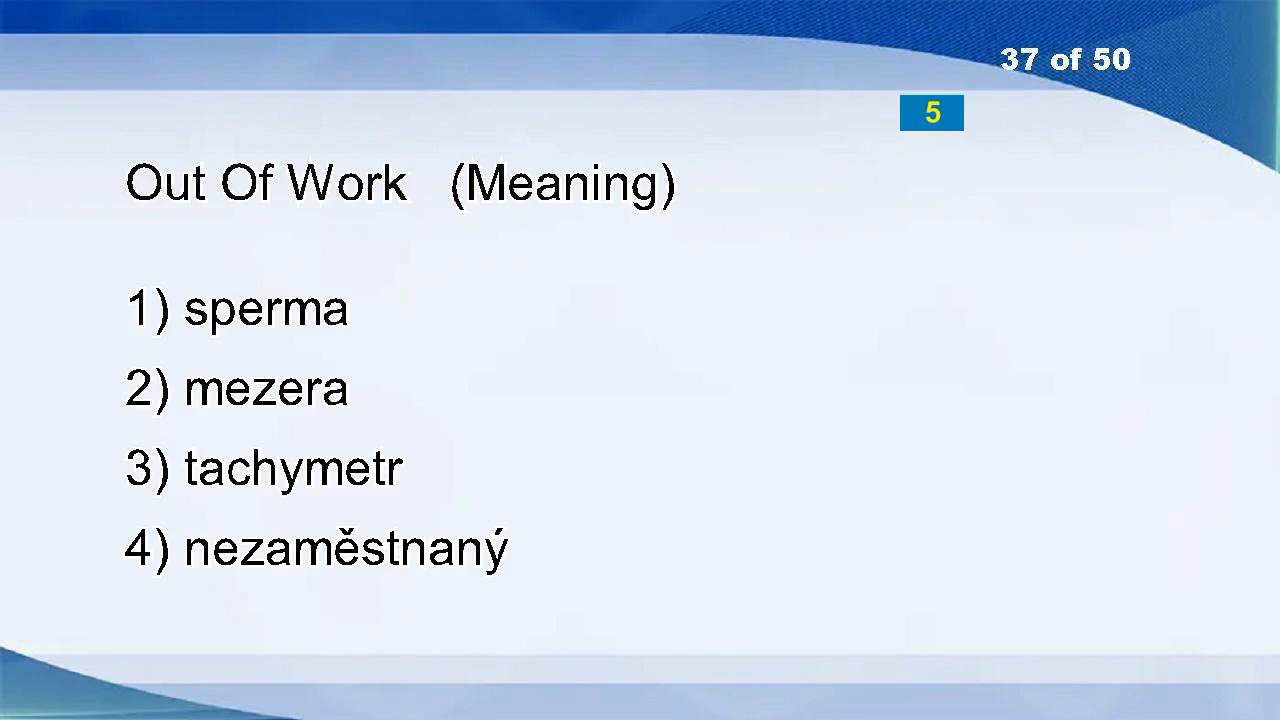 37 of 50
5
Out Of Work (Meaning)
1) sperma
2) mezera
3) tachymetr
4) nezaměstnaný